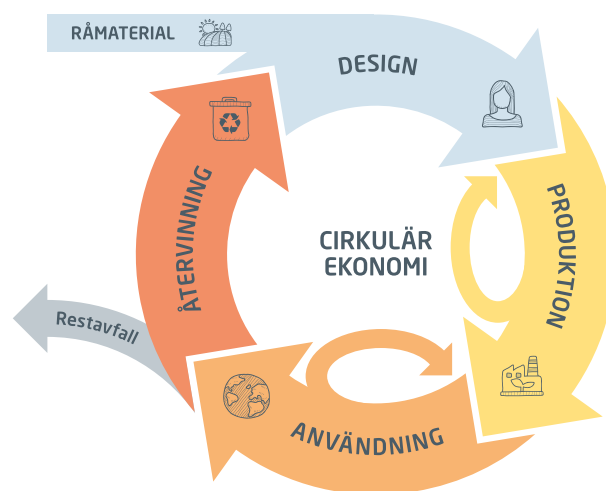 RÅMATERIAL
DESIGN
PRODUKTION
CIRKULÄR
EKONOMI
ÅTERVINNING
Restavfall
ANVÄNDNING